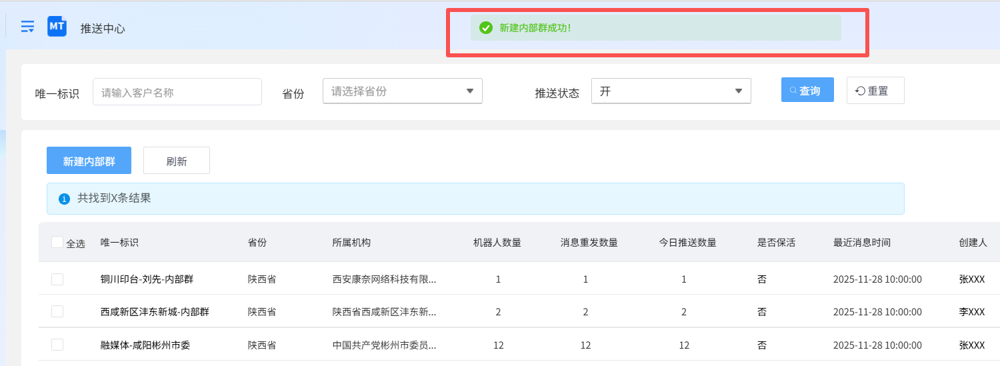 MT 推送中心 新建内部群成功!
唯一标识 请输入客户名称 省份 请选择省份 推送状态 开 查询 重置
新建内部群 刷新
共找到X条结果
全选 唯一标识 省份 所属机构 机器人数量 消息重发数量 今日推送数量 是否保活 最近消息时间 创建人
铜川印台-刘先-内部群 陕西省 西安康奈网络科技有限... 1 1 1 否 2025-11-28 10:00:00 张XXX
西咸新区沣东新城-内部群 陕西省 陕西省西咸新区沣东新... 2 2 2 否 2025-11-28 10:00:00 李XXX
融媒体-咸阳彬州市委 陕西省 中国共产党彬州市委员... 12 12 12 否 2025-11-28 10:00:00 张XXX